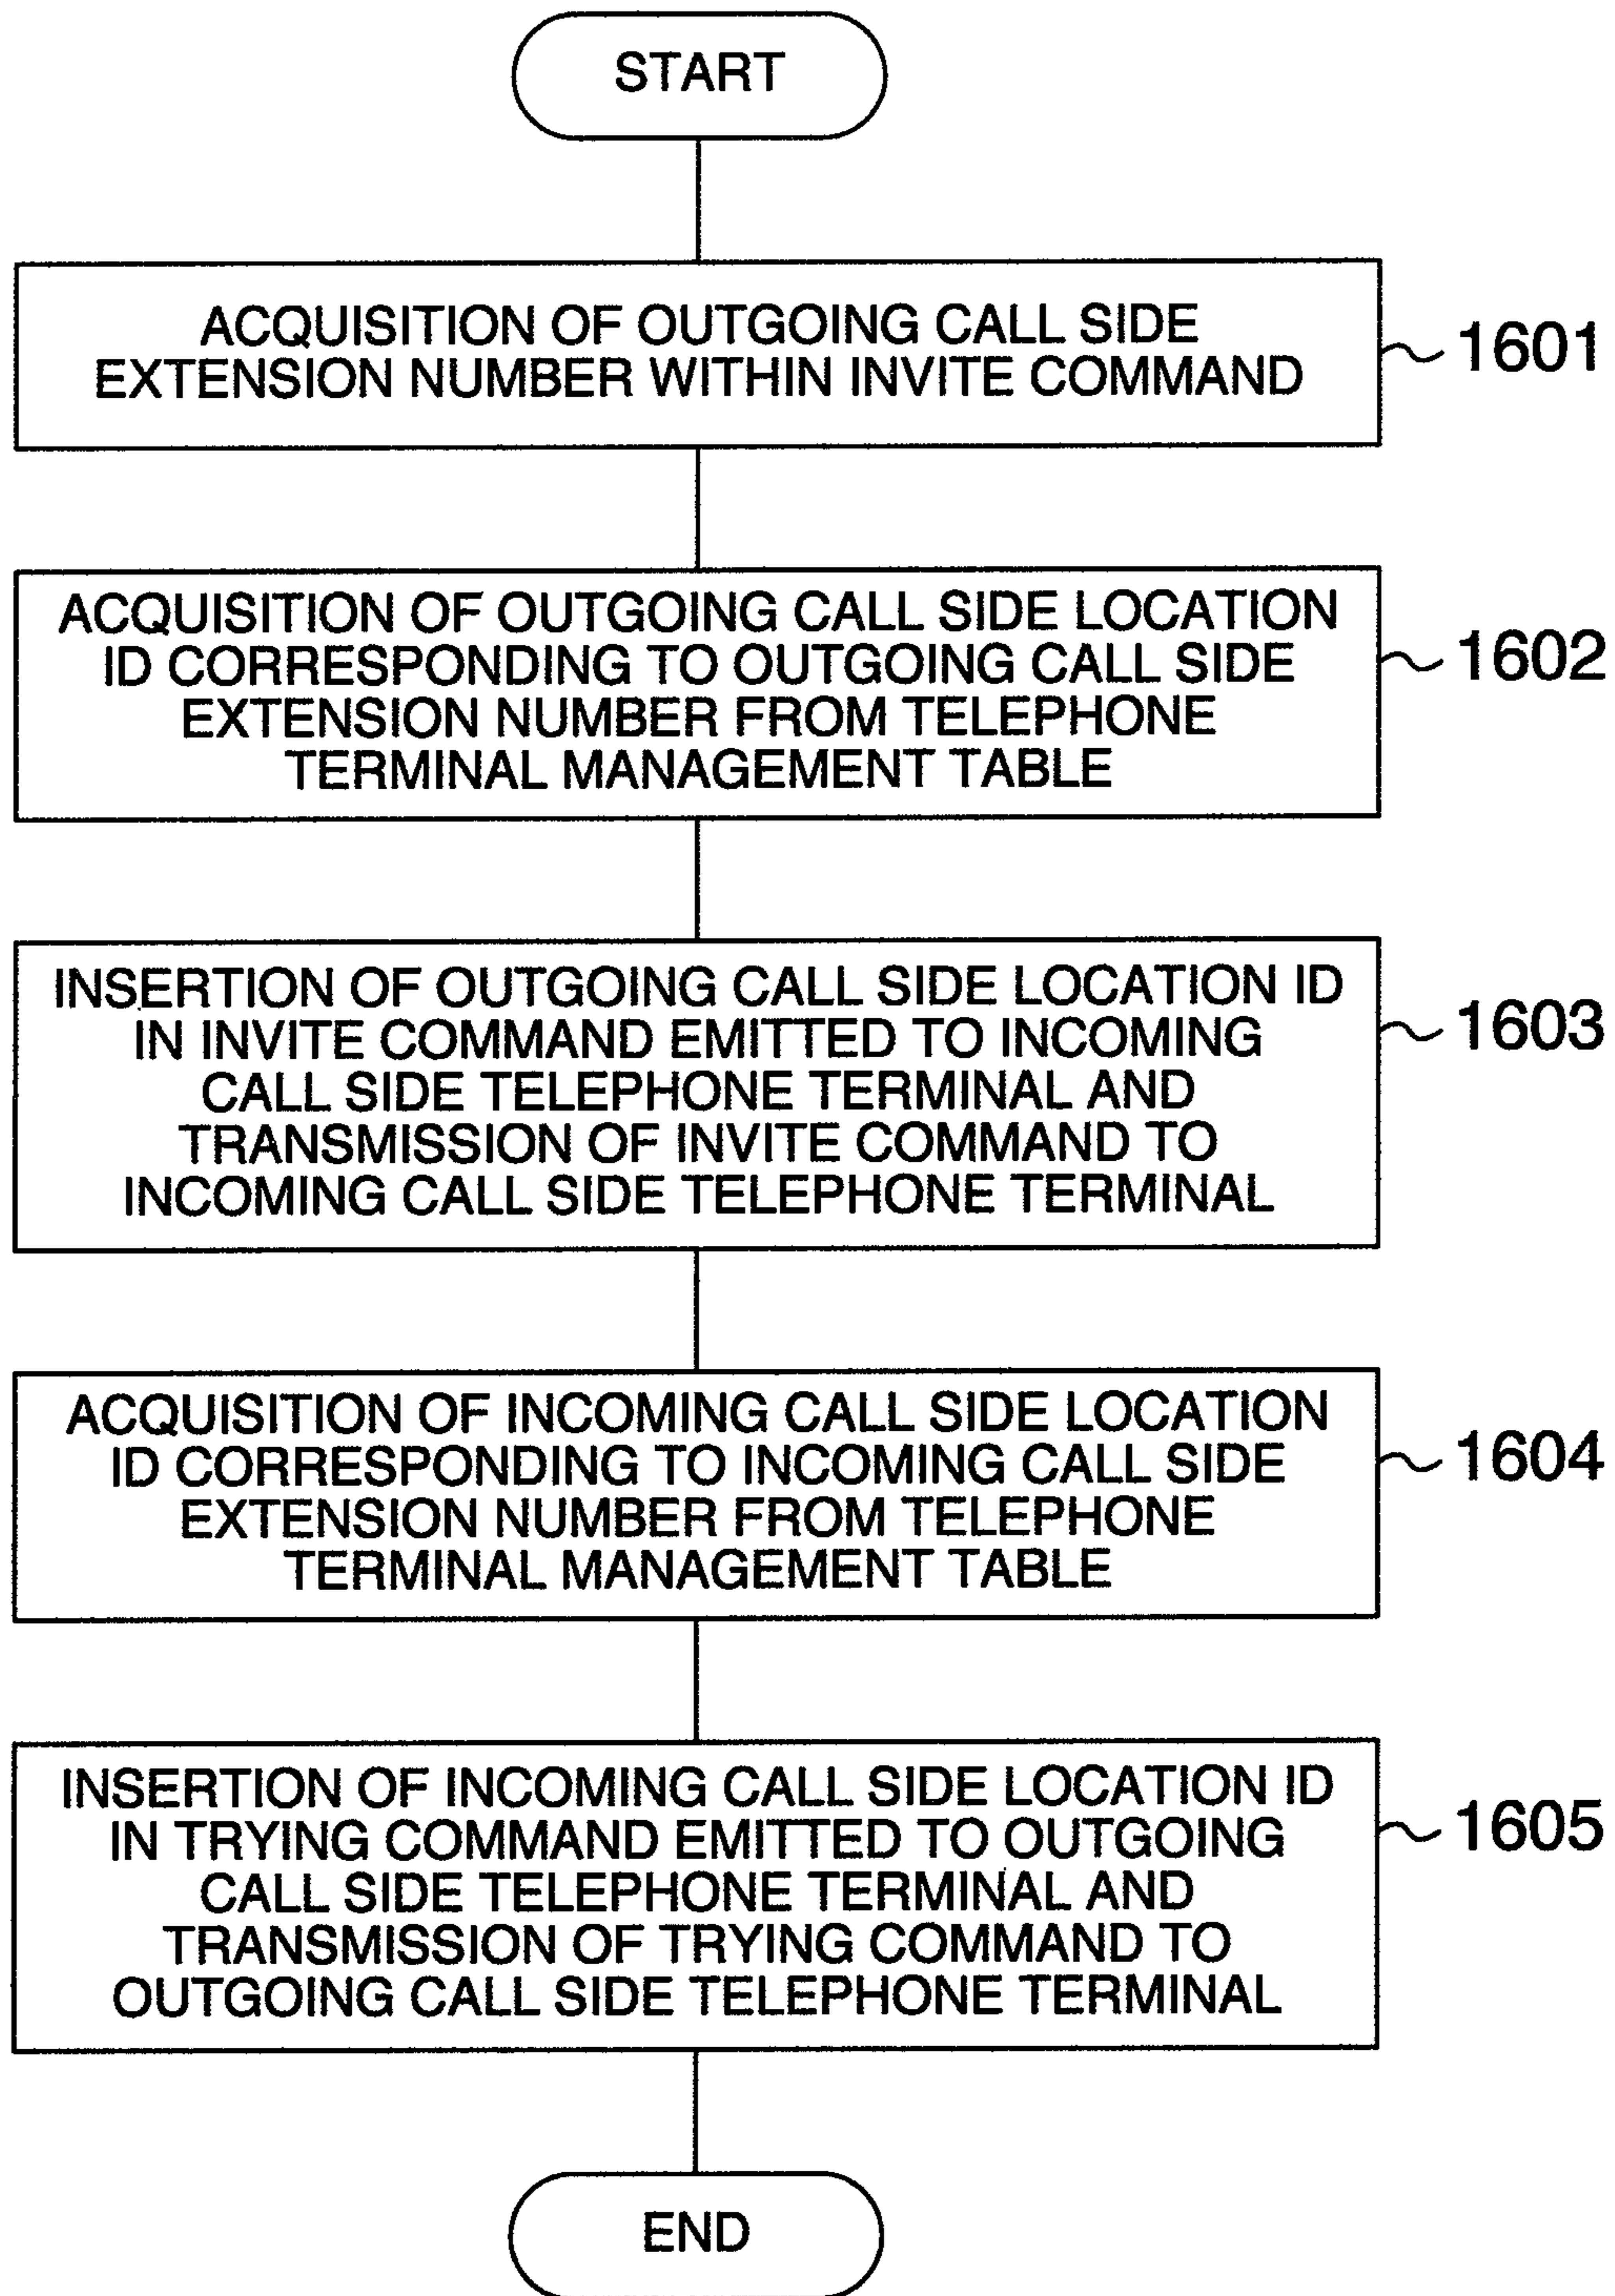 START
ACQUISITION OF OUTGOING CALL SIDE
EXTENSION NUMBER WITHIN INVITE COMMAND
1601
ACQUISITION OF OUTGOING CALL SIDE LOCATION
ID CORRESPONDING TO OUTGOING CALL SIDE
EXTENSION NUMBER FROM TELEPHONE
TERMINAL MANAGEMENT TABLE
1602
INSERTION OF OUTGOING CALL SIDE LOCATION ID
IN INVITE COMMAND EMITTED TO INCOMING
CALL SIDE TELEPHONE TERMINAL AND
TRANSMISSION OF INVITE COMMAND TO
INCOMING CALL SIDE TELEPHONE TERMINAL
1603
ACQUISITION OF INCOMING CALL SIDE LOCATION
ID CORRESPONDING TO INCOMING CALL SIDE
EXTENSION NUMBER FROM TELEPHONE
TERMINAL MANAGEMENT TABLE
1604
INSERTION OF INCOMING CALL SIDE LOCATION ID
IN TRYING COMMAND EMITTED TO OUTGOING
CALL SIDE TELEPHONE TERMINAL AND
TRANSMISSION OF TRYING COMMAND TO
OUTGOING CALL SIDE TELEPHONE TERMINAL
1605
END